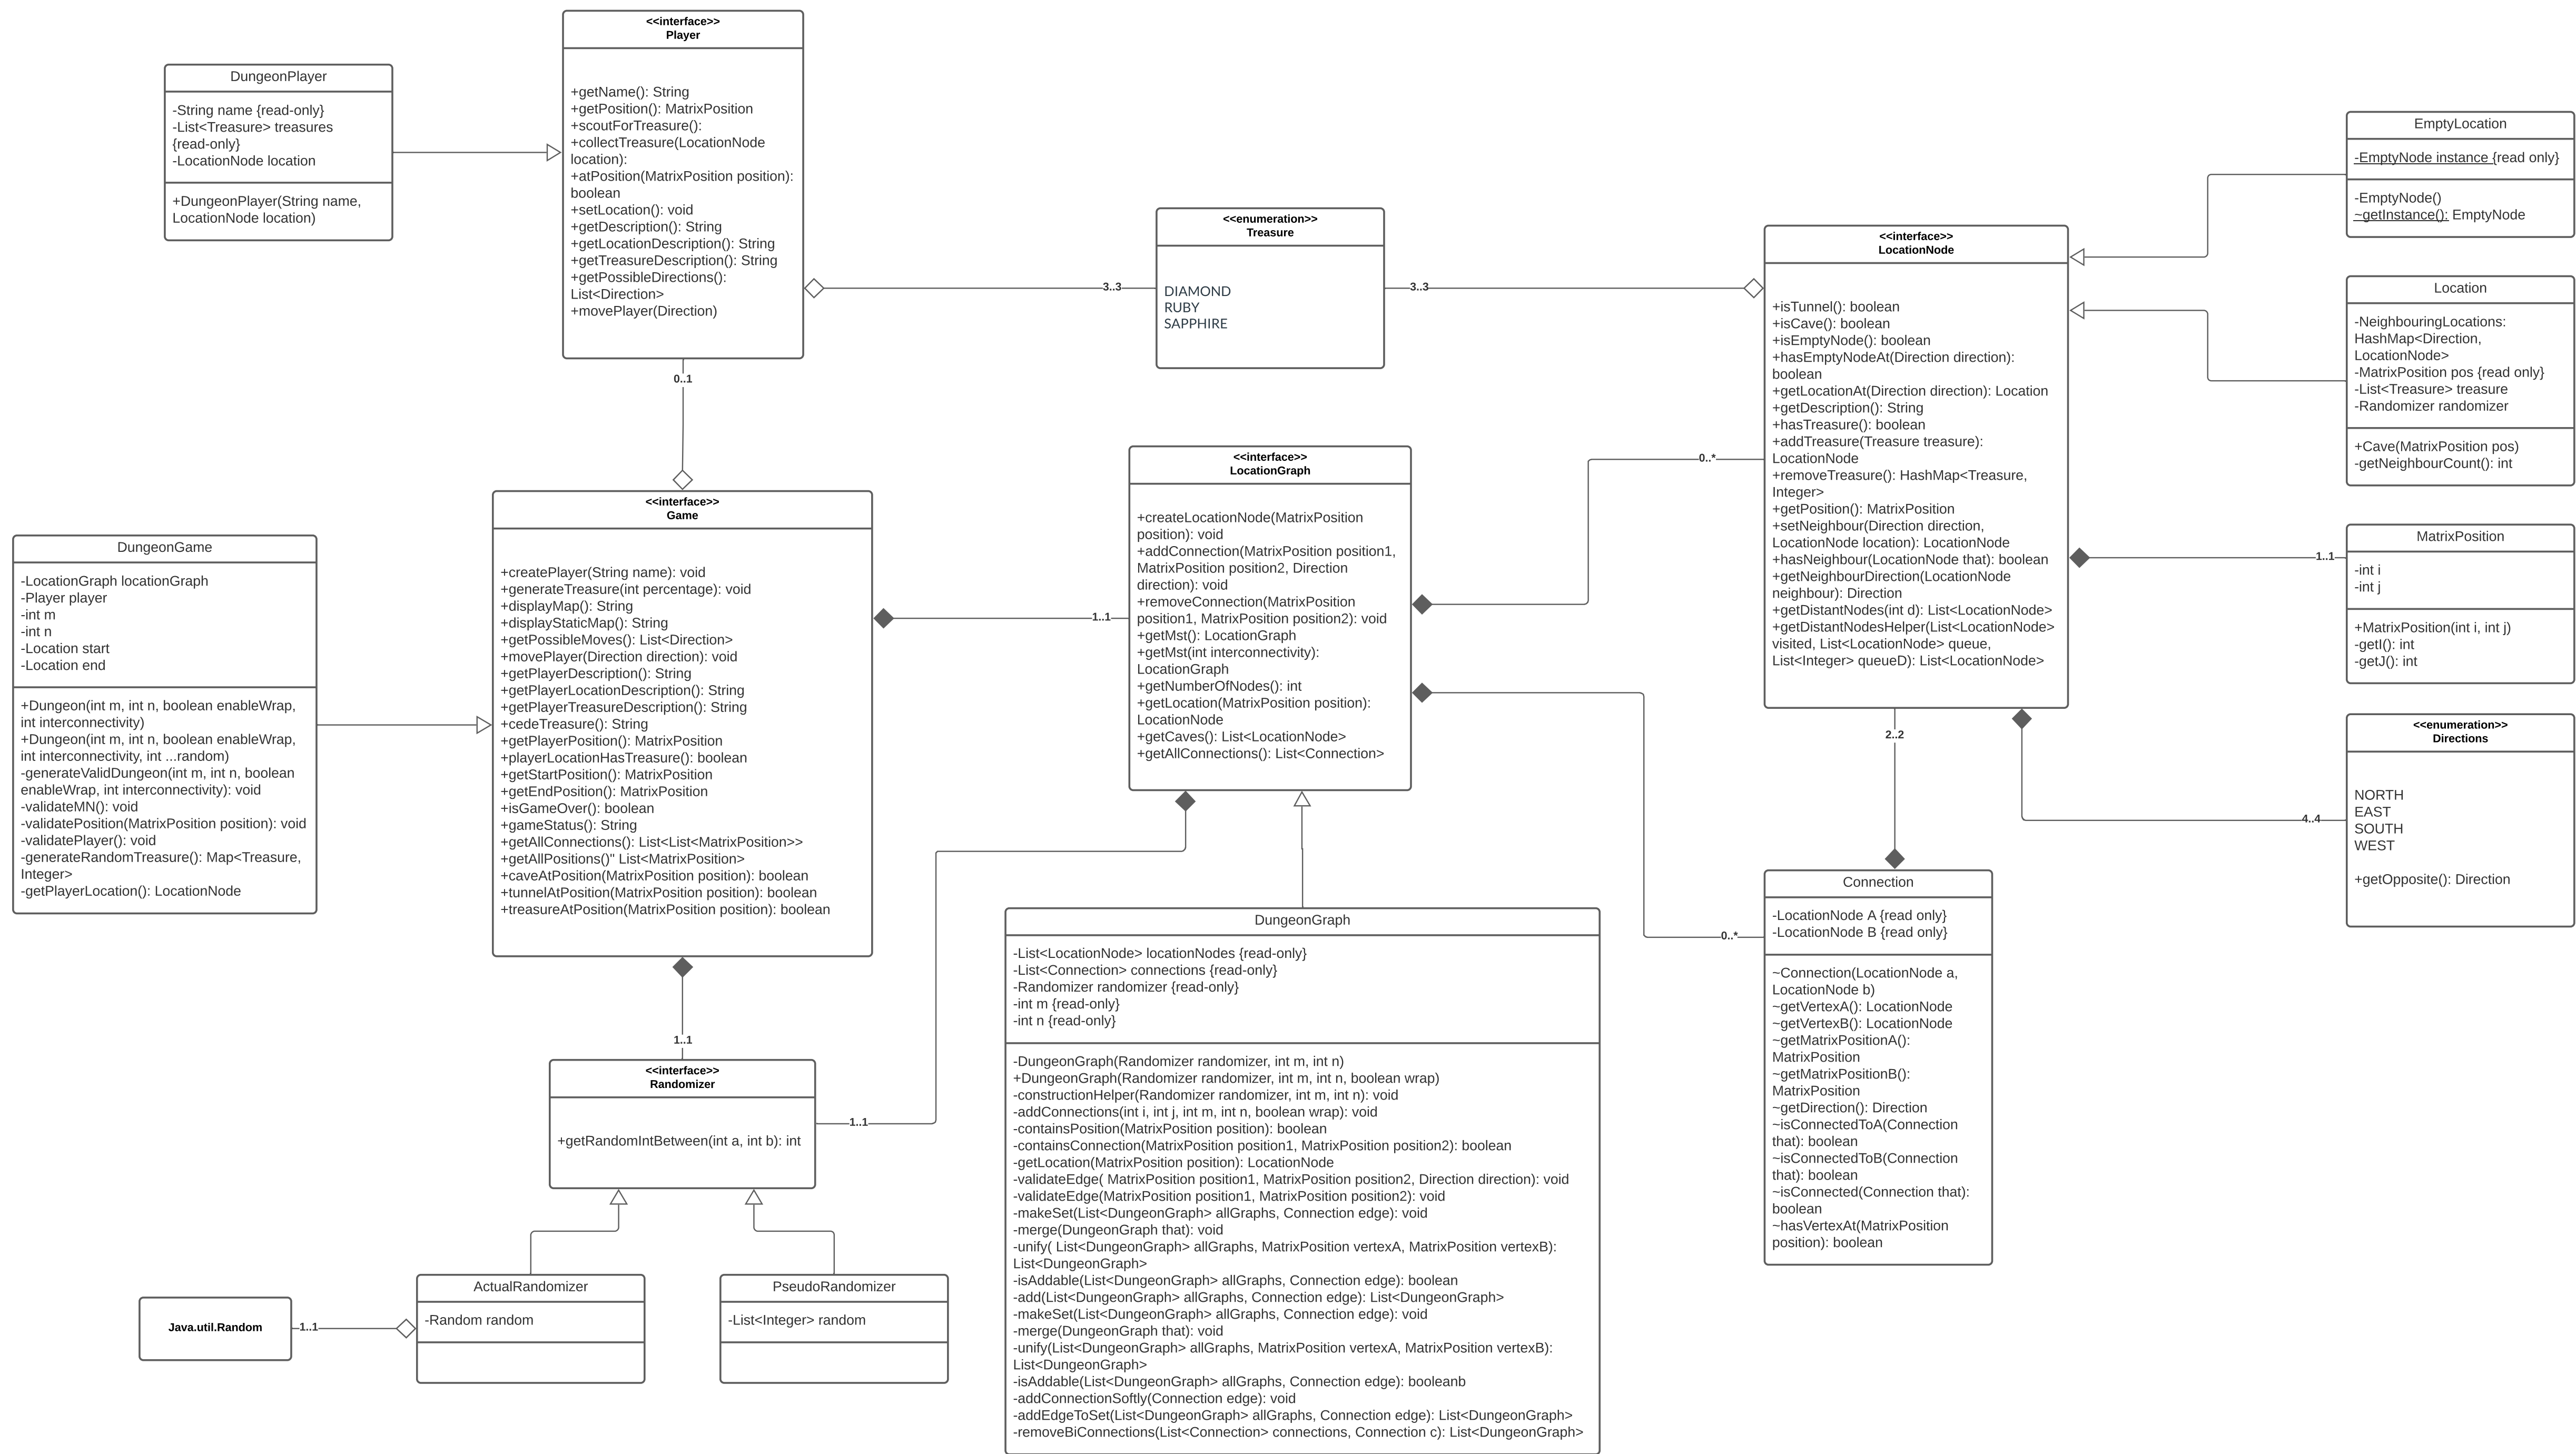 <<interface>>
Player
+getName(): String
+getPosition(): MatrixPosition
+scoutForTreasure():
+collectTreasure(LocationNode
location):
+atPosition(MatrixPosition position):
boolean
+setLocation(): void
+getDescription(): String
+getLocationDescription(): String
+getTreasureDescription(): String
+getPossibleDirections():
List<Direction>
+movePlayer(Direction)
DungeonPlayer
-String name {read-only}
-List<Treasure> treasures
{read-only}
-LocationNode location
+DungeonPlayer(String name,
LocationNode location)
<<enumeration>>
Treasure
DIAMOND
RUBY
SAPPHIRE
3..3
3..3
<<interface>>
LocationNode
+isTunnel(): boolean
+isCave(): boolean
+isEmptyNode(): boolean
+hasEmptyNodeAt(Direction direction):
boolean
+getLocationAt(Direction direction): Location
+getDescription(): String
+hasTreasure(): boolean
+addTreasure(Treasure treasure):
LocationNode
+removeTreasure(): HashMap<Treasure,
Integer>
+getPosition(): MatrixPosition
+setNeighbour(Direction direction,
LocationNode location): LocationNode
+hasNeighbour(LocationNode that): boolean
+getNeighbourDirection(LocationNode
neighbour): Direction
+getDistantNodes(int d): List<LocationNode>
+getDistantNodesHelper(List<LocationNode>
visited, List<LocationNode> queue,
List<Integer> queueD): List<LocationNode>
EmptyLocation
-EmptyNode instance {read only}
-EmptyNode()
~getInstance(): EmptyNode
Location
-NeighbouringLocations:
HashMap<Direction,
LocationNode>
-MatrixPosition pos {read only}
-List<Treasure> treasure
-Randomizer randomizer
+Cave(MatrixPosition pos)
-getNeighbourCount(): int
MatrixPosition
-int i
-int j
+MatrixPosition(int i, int j)
-getI(): int
-getJ(): int
1..1
<<enumeration>>
Directions
NORTH
EAST
SOUTH
WEST
+getOpposite(): Direction
4..4
2..2
0..1
<<interface>>
Game
+createPlayer(String name): void
+generateTreasure(int percentage): void
+displayMap(): String
+displayStaticMap(): String
+getPossibleMoves(): List<Direction>
+movePlayer(Direction direction): void
+getPlayerDescription(): String
+getPlayerLocationDescription(): String
+getPlayerTreasureDescription(): String
+cedeTreasure(): String
+getPlayerPosition(): MatrixPosition
+playerLocationHasTreasure(): boolean
+getStartPosition(): MatrixPosition
+getEndPosition(): MatrixPosition
+isGameOver(): boolean
+gameStatus(): String
+getAllConnections(): List<List<MatrixPosition>>
+getAllPositions()" List<MatrixPosition>
+caveAtPosition(MatrixPosition position): boolean
+tunnelAtPosition(MatrixPosition position): boolean
+treasureAtPosition(MatrixPosition position): boolean
DungeonGame
-LocationGraph locationGraph
-Player player
-int m
-int n
-Location start
-Location end
+Dungeon(int m, int n, boolean enableWrap,
int interconnectivity)
+Dungeon(int m, int n, boolean enableWrap,
int interconnectivity, int ...random)
-generateValidDungeon(int m, int n, boolean
enableWrap, int interconnectivity): void
-validateMN(): void
-validatePosition(MatrixPosition position): void
-validatePlayer(): void
-generateRandomTreasure(): Map<Treasure,
Integer>
-getPlayerLocation(): LocationNode
1..1
<<interface>>
LocationGraph
+createLocationNode(MatrixPosition
position): void
+addConnection(MatrixPosition position1,
MatrixPosition position2, Direction
direction): void
+removeConnection(MatrixPosition
position1, MatrixPosition position2): void
+getMst(): LocationGraph
+getMst(int interconnectivity):
LocationGraph
+getNumberOfNodes(): int
+getLocation(MatrixPosition position):
LocationNode
+getCaves(): List<LocationNode>
+getAllConnections(): List<Connection>
0..*
0..*
Connection
-LocationNode A {read only}
-LocationNode B {read only}
~Connection(LocationNode a,
LocationNode b)
~getVertexA(): LocationNode
~getVertexB(): LocationNode
~getMatrixPositionA():
MatrixPosition
~getMatrixPositionB():
MatrixPosition
~getDirection(): Direction
~isConnectedToA(Connection
that): boolean
~isConnectedToB(Connection
that): boolean
~isConnected(Connection that):
boolean
~hasVertexAt(MatrixPosition
position): boolean
DungeonGraph
-List<LocationNode> locationNodes {read-only}
-List<Connection> connections {read-only}
-Randomizer randomizer {read-only}
-int m {read-only}
-int n {read-only}
-DungeonGraph(Randomizer randomizer, int m, int n)
+DungeonGraph(Randomizer randomizer, int m, int n, boolean wrap)
-constructionHelper(Randomizer randomizer, int m, int n): void
-addConnections(int i, int j, int m, int n, boolean wrap): void
-containsPosition(MatrixPosition position): boolean
-containsConnection(MatrixPosition position1, MatrixPosition position2): boolean
-getLocation(MatrixPosition position): LocationNode
-validateEdge( MatrixPosition position1, MatrixPosition position2, Direction direction): void
-validateEdge(MatrixPosition position1, MatrixPosition position2): void
-makeSet(List<DungeonGraph> allGraphs, Connection edge): void
-merge(DungeonGraph that): void
-unify( List<DungeonGraph> allGraphs, MatrixPosition vertexA, MatrixPosition vertexB):
List<DungeonGraph>
-isAddable(List<DungeonGraph> allGraphs, Connection edge): boolean
-add(List<DungeonGraph> allGraphs, Connection edge): List<DungeonGraph>
-makeSet(List<DungeonGraph> allGraphs, Connection edge): void
-merge(DungeonGraph that): void
-unify(List<DungeonGraph> allGraphs, MatrixPosition vertexA, MatrixPosition vertexB):
List<DungeonGraph>
-isAddable(List<DungeonGraph> allGraphs, Connection edge): booleanb
-addConnectionSoftly(Connection edge): void
-addEdgeToSet(List<DungeonGraph> allGraphs, Connection edge): List<DungeonGraph>
-removeBiConnections(List<Connection> connections, Connection c): List<DungeonGraph>
1..1
<<interface>>
Randomizer
+getRandomIntBetween(int a, int b): int
1..1
ActualRandomizer
-Random random
PseudoRandomizer
-List<Integer> random
Java.util.Random
1..1